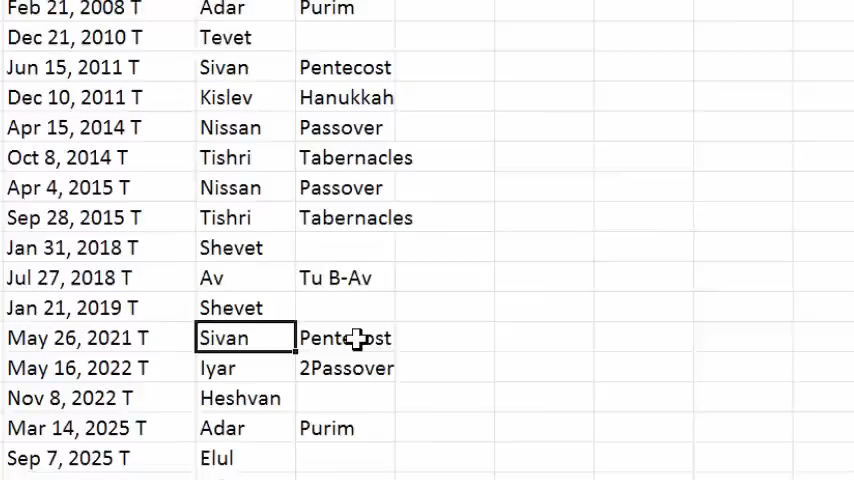 Feb 21, 2008 T Adar Purim
Dec 21, 2010 T Tevet
Jun 15, 2011 T Sivan Pentecost
Dec 10, 2011 T Kislev Hanukkah
Apr 15, 2014 T Nissan Passover
Oct 8, 2014 T Tishri Tabernacles
Apr 4, 2015 T Nissan Passover
Sep 28, 2015 T Tishri Tabernacles
Jan 31, 2018 T Shevet
Jul 27, 2018 T Av Tu B-Av
Jan 21, 2019 T Shevet
May 26, 2021 T Sivan Pentecost
May 16, 2022 T Iyar 2Passover
Nov 8, 2022 T Heshvan
Mar 14, 2025 T Adar Purim
Sep 7, 2025 T Elul